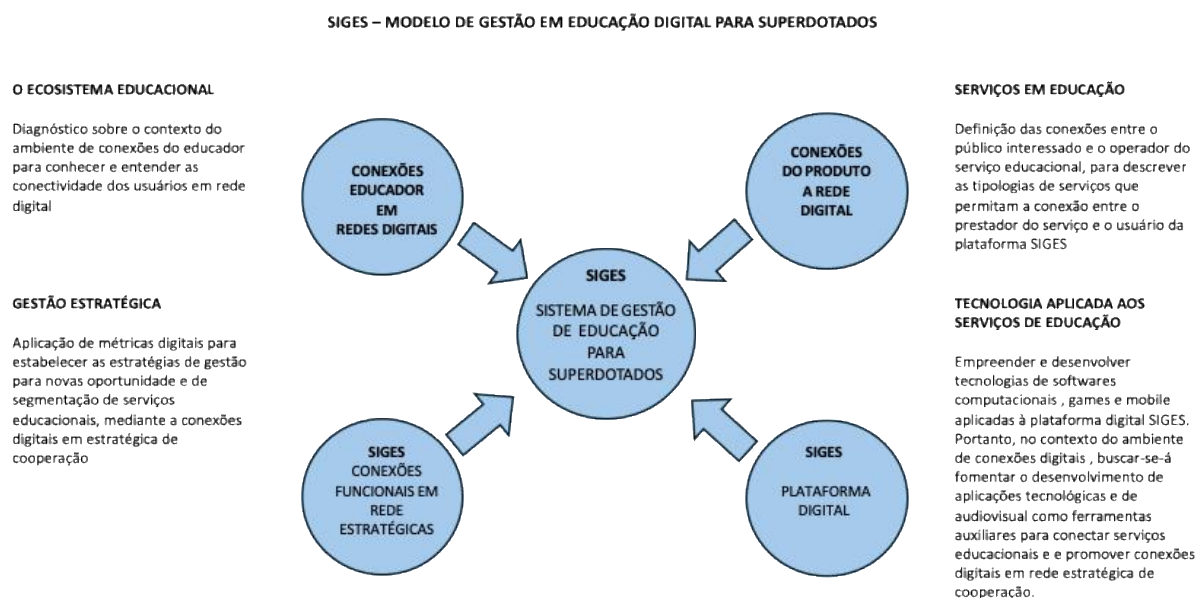 SIGES – MODELO DE GESTÃO EM EDUCAÇÃO DIGITAL PARA SUPERDOTADOS
O ECOSISTEMA EDUCACIONAL
Diagnóstico sobre o contexto do
ambiente de conexões do educador
para conhecer e entender as
conectividade dos usuários em rede
digital
GESTÃO ESTRATÉGICA
Aplicação de métricas digitais para
estabelecer as estratégias de gestão
para novas oportunidade e de
segmentação de serviços
educacionais, mediante a conexões
digitais em estratégica de
cooperação
CONEXÕES
EDUCADOR
EM
REDES DIGITAIS
CONEXÕES
DO PRODUTO
A REDE
DIGITAL
SIGES
SISTEMA DE GESTÃO
DE EDUCAÇÃO
PARA
SUPERDOTADOS
SIGES
CONEXÕES
FUNCIONAIS EM
REDE
ESTRATÉGICAS
SIGES
PLATAFORMA
DIGITAL
SERVIÇOS EM EDUCAÇÃO
Definição das conexões entre o
público interessado e o operador do
serviço educacional, para descrever
as tipologias de serviços que
permitam a conexão entre o
prestador do serviço e o usuário da
plataforma SIGES
TECNOLOGIA APLICADA AOS
SERVIÇOS DE EDUCAÇÃO
Empreender e desenvolver
tecnologias de softwares
computacionais , games e mobile
aplicadas à plataforma digital SIGES.
Portanto, no contexto do ambiente
de conexões digitais , buscar-se-á
fomentar o desenvolvimento de
aplicações tecnológicas e de
audiovisual como ferramentas
auxiliares para conectar serviços
educacionais e e promover conexões
digitais em rede estratégica de
cooperação.